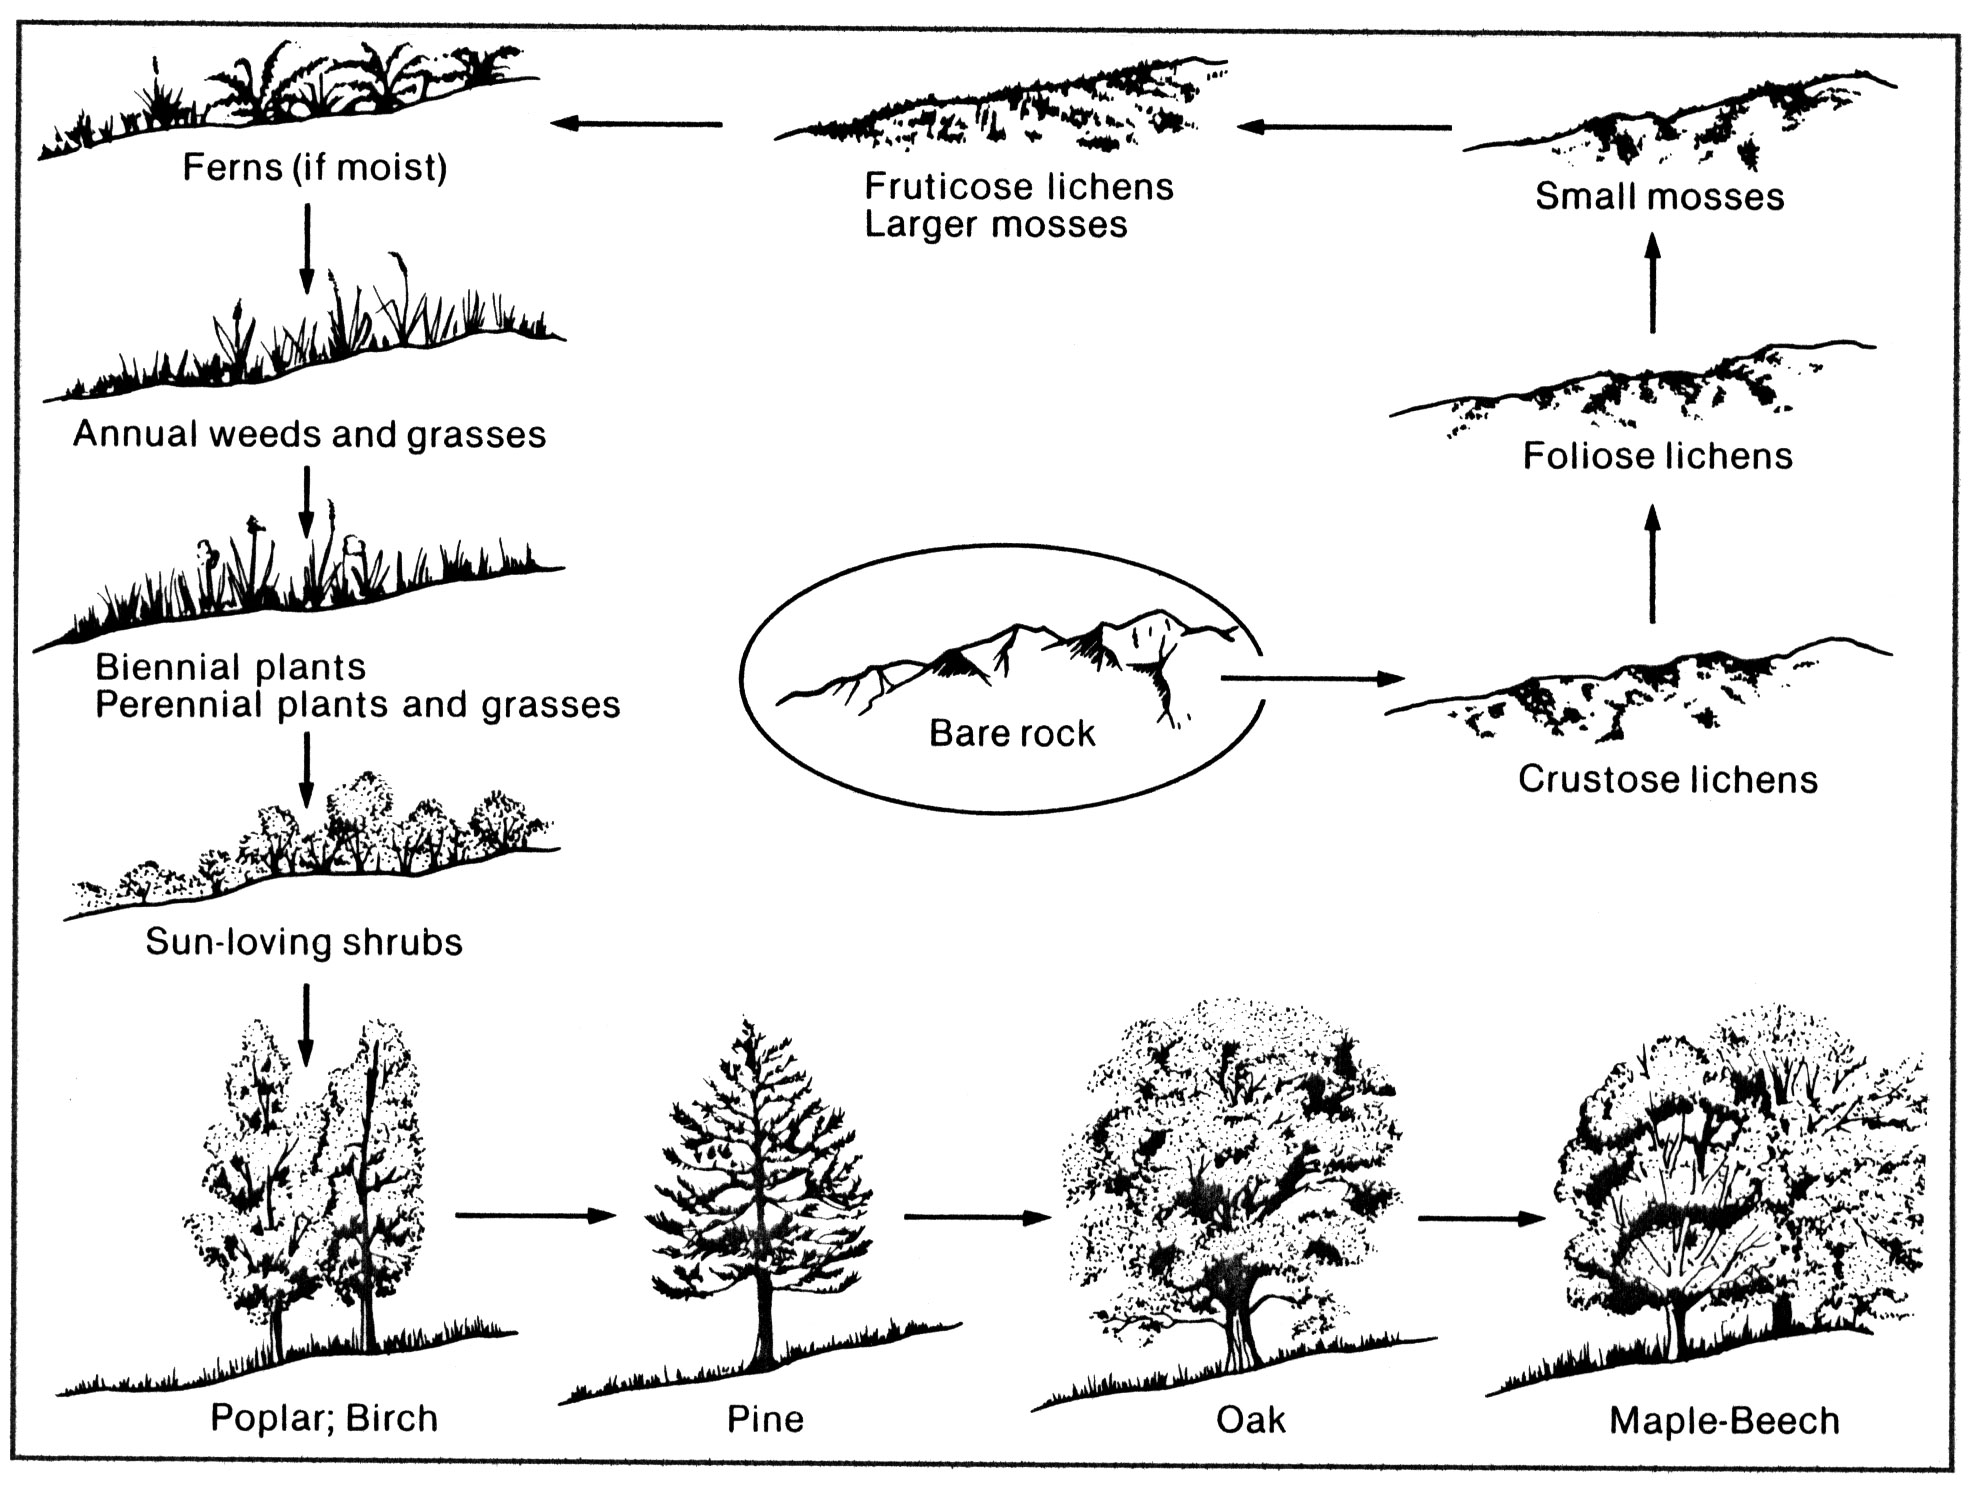 Ferns (if moist)
Fruticose lichens
Larger mosses
Small mosses
Annual weeds and grasses
Foliose lichens
Biennial plants
Perennial plants and grasses
Bare rock
Crustose lichens
Sun-loving shrubs
Poplar; Birch
Pine
Oak
Maple-Beech